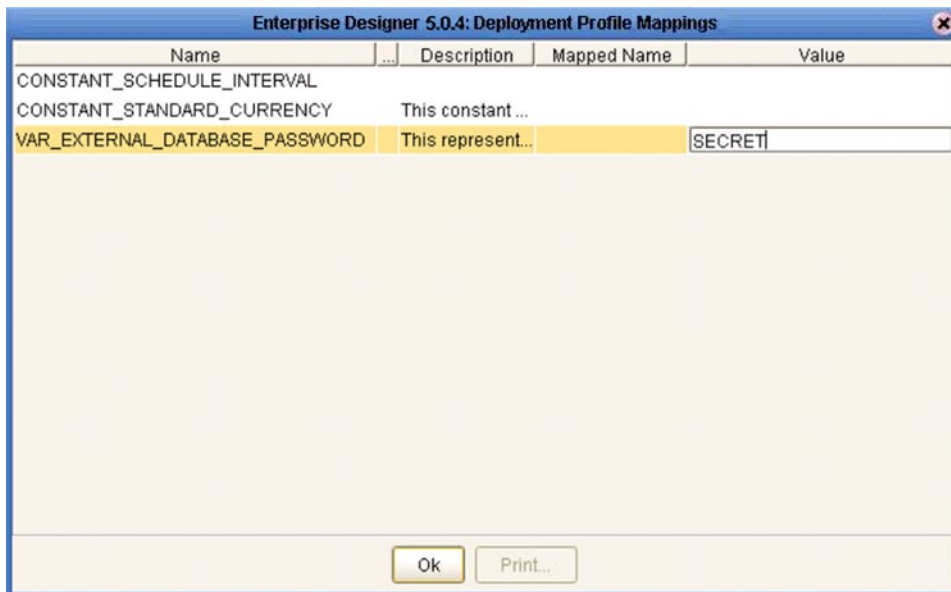 Enterprise Designer 5.0.4: Deployment Profile Mappings
Name ... Description Mapped Name Value
CONSTANT_SCHEDULE_INTERVAL
CONSTANT_STANDARD_CURRENCY This constant ...
VAR_EXTERNAL_DATABASE_PASSWORD This represent... SECRET
Ok Print...